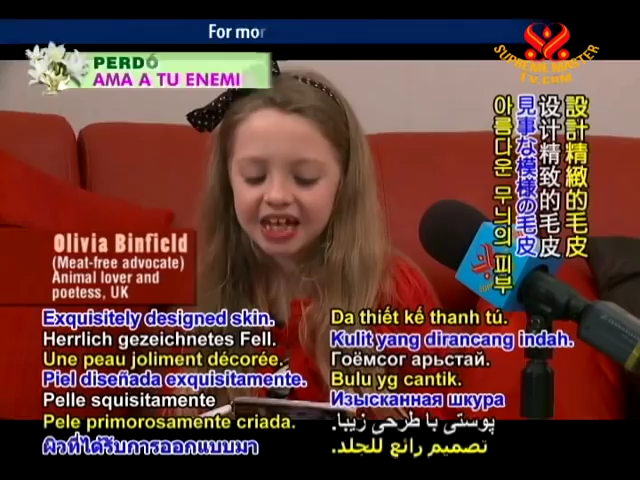 For mor
PERDÓ
AMA A TU ENEMI
SUPREME MASTER
TV.COM
設計精緻的毛皮
设计精致的毛皮
見事な模様の毛皮
아름다운 무늬의 피부
Olivia Binfield
(Meat-free advocate)
Animal lover and
poetess, UK
Exquisitely designed skin.
Herrlich gezeichnetes Fell.
Une peau joliment décorée.
Piel diseñada exquisitamente.
Pelle squisitamente
Pele primorosamente criada.
ผิวที่ได้รับการออกแบบมา
Da thiết kế thanh tú.
Kulit yang dirancang indah.
Гоёмсог арьстай.
Bulu yg cantik.
Изысканная шкура
پوستی با طرحی زیبا.
تصميم رائع للجلد.